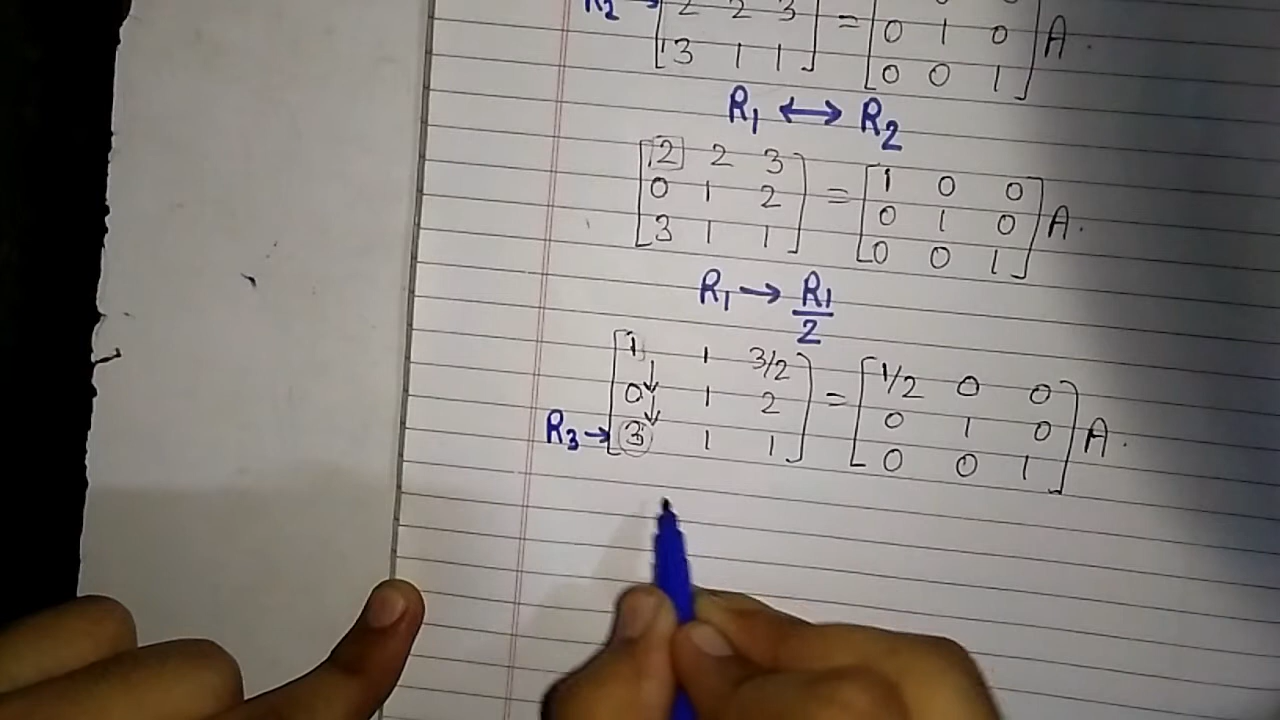 R2 → [2 2 3] = [0 1 0] A.
[3 1 1] [0 0 1]
R1 ↔ R2
[2 2 3] [1 0 0]
[0 1 2] = [0 1 0] A.
[3 1 1] [0 0 1]
R1 → R1/2
[1 1 3/2] [1/2 0 0]
[0 1 2] = [0 1 0] A.
R3 → [3 1 1] [0 0 1]